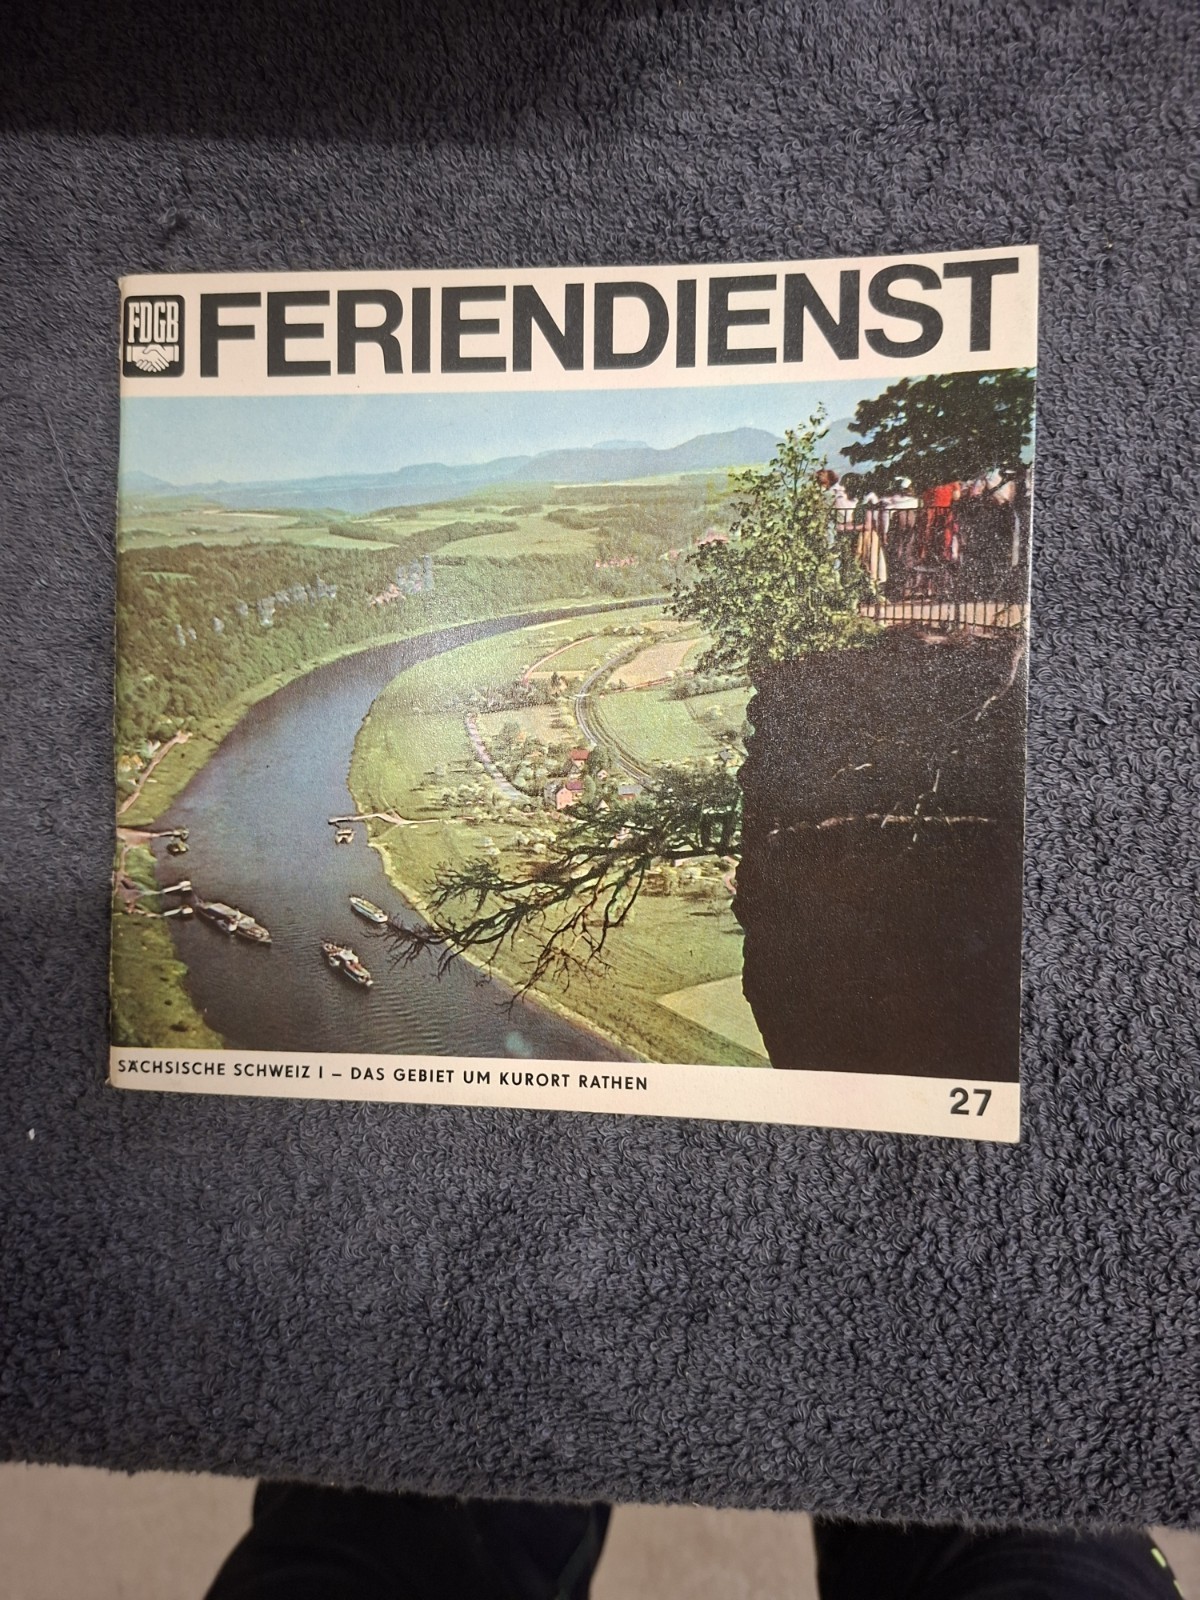 FDGB
FERIENDIENST
SÄCHSISCHE SCHWEIZ I – DAS GEBIET UM KURORT RATHEN
27